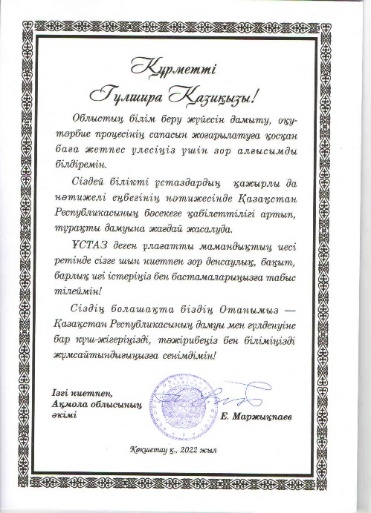 Құрметті
Гүлшира Қазиқызы!
Облыстың білім беру жүйесін дамыту, оқу-
тәрбие процесінің сапасын жоғарылатуға қосқан
баға жетпес үлесіңіз үшін зор алғысымды
білдіремін.
Сіздей білікті ұстаздардың қажырлы да
нәтижелі еңбегінің нәтижесінде Қазақстан
Республикасының бәсекеге қабілеттілігі артып,
тұрақты дамуына жағдай жасалуда.
ҰСТАЗ деген ұлағатты мамандықтың иесі
ретінде сізге шын ниетпен зор денсаулық, бақыт,
барлық игі істеріңіз бен бастамаларыңызға табыс
тілеймін!
Сіздің болашақта біздің Отанымыз —
Қазақстан Республикасының дамуы мен гүлденуіне
бар күш-жігеріңізді, тәжірибеңіз бен біліміңізді
жұмсайтындығыңызға сенімдімін!
Ізгі ниетпен,
Ақмола облысының
әкімі Е. Маржықпаев
Көкшетау қ., 2022 жыл